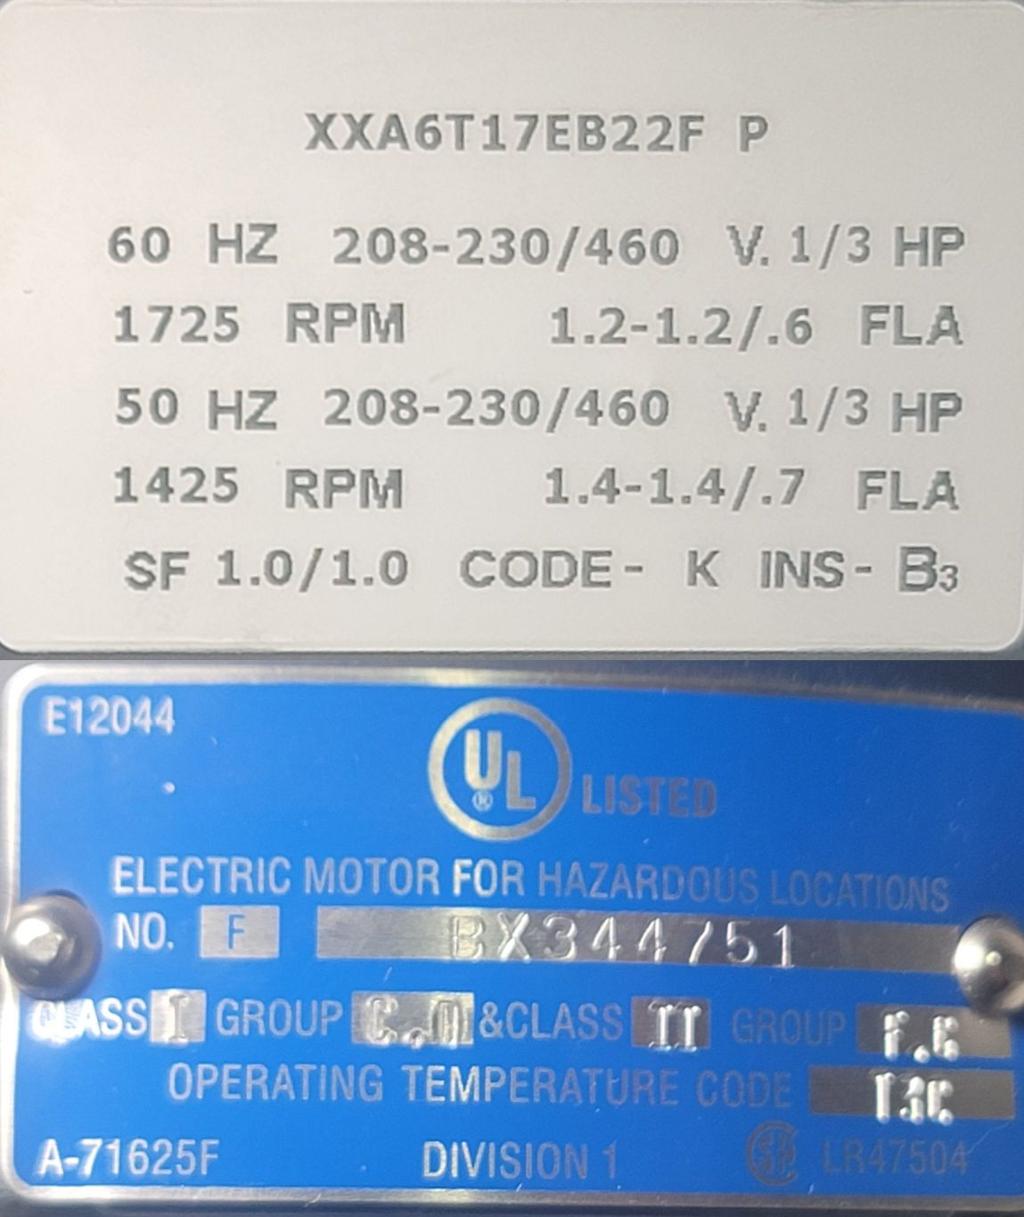 XXA6T17EB22F P
60 HZ 208-230/460 V. 1/3 HP
1725 RPM 1.2-1.2/.6 FLA
50 HZ 208-230/460 V. 1/3 HP
1425 RPM 1.4-1.4/.7 FLA
SF 1.0/1.0 CODE- K INS- B3
E12044
UL® LISTED
ELECTRIC MOTOR FOR HAZARDOUS LOCATIONS
NO. F BX344751
CLASS I GROUP C,D &CLASS II GROUP F,G
OPERATING TEMPERATURE CODE T3C
A-71625F DIVISION 1 SP LR47504